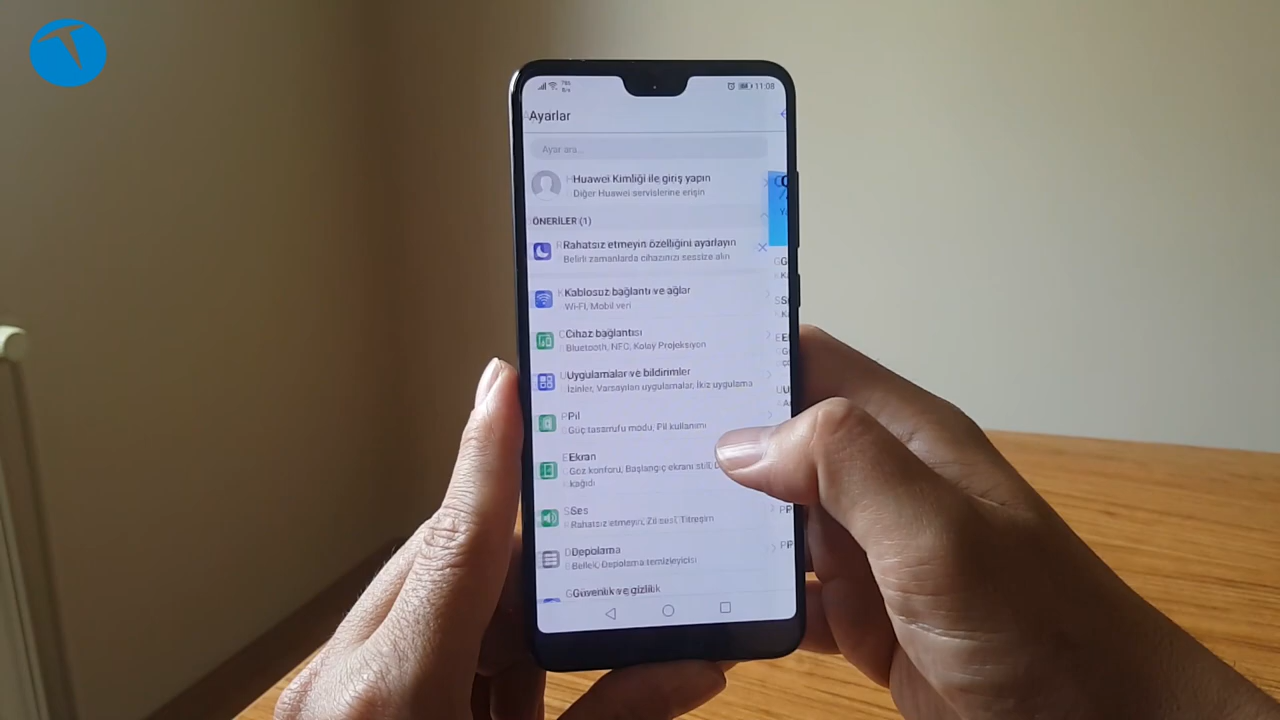 11:08
Ayarlar
Ayar ara...
Huawei Kimliği ile giriş yapın
Diğer Huawei servislerine erişin
ÖNERİLER (1)
Rahatsız etmeyin özelliğini ayarlayın
Belirli zamanlarda cihazınızı sessize alın
Kablosuz bağlantı ve ağlar
Wi-Fi, Mobil veri
Cihaz bağlantısı
Bluetooth, NFC, Kolay Projeksiyon
Uygulamalar ve bildirimler
İzinler, Varsayılan uygulamalar, İkiz uygulama
Pil
Güç tasarrufu modu, Pil kullanımı
Ekran
Göz konforu, Başlangıç ekranı stili,
kağıdı
Ses
Rahatsız etmeyin, Zil sesi, Titreşim
Depolama
Bellek, Depolama temizleyicisi
Güvenlik ve gizlilik